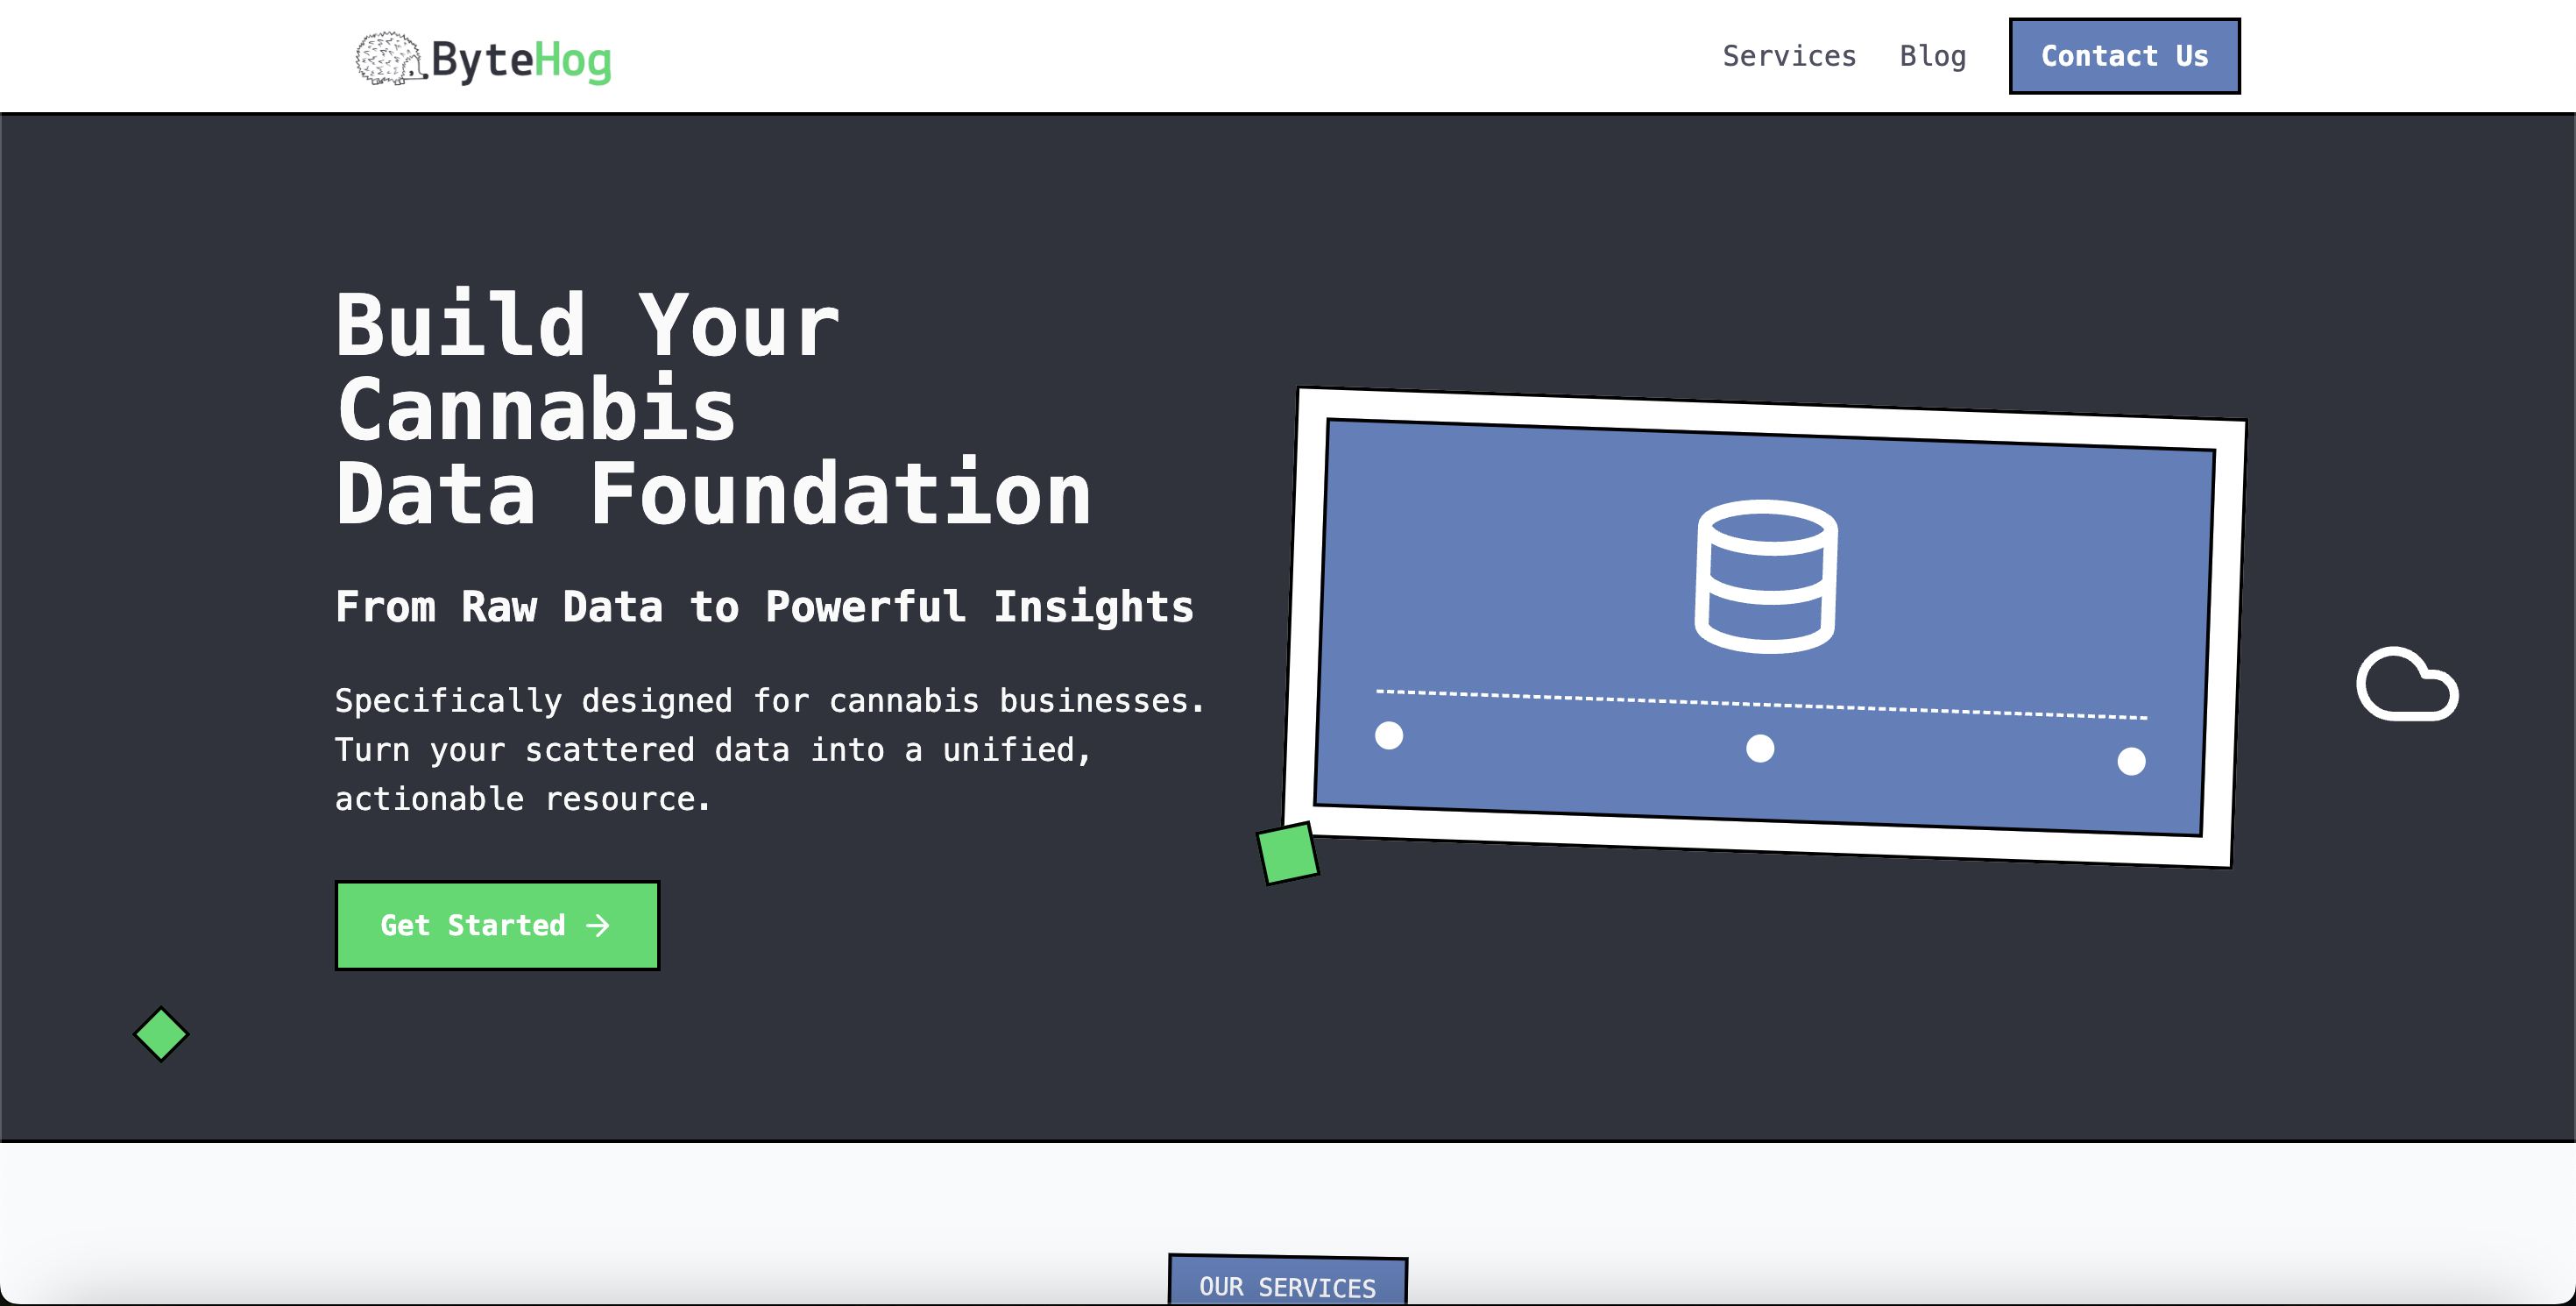 ByteHog
Services
Blog
Contact Us
Build Your
Cannabis
Data Foundation
From Raw Data to Powerful Insights
Specifically designed for cannabis businesses.
Turn your scattered data into a unified,
actionable resource.
Get Started →
OUR SERVICES